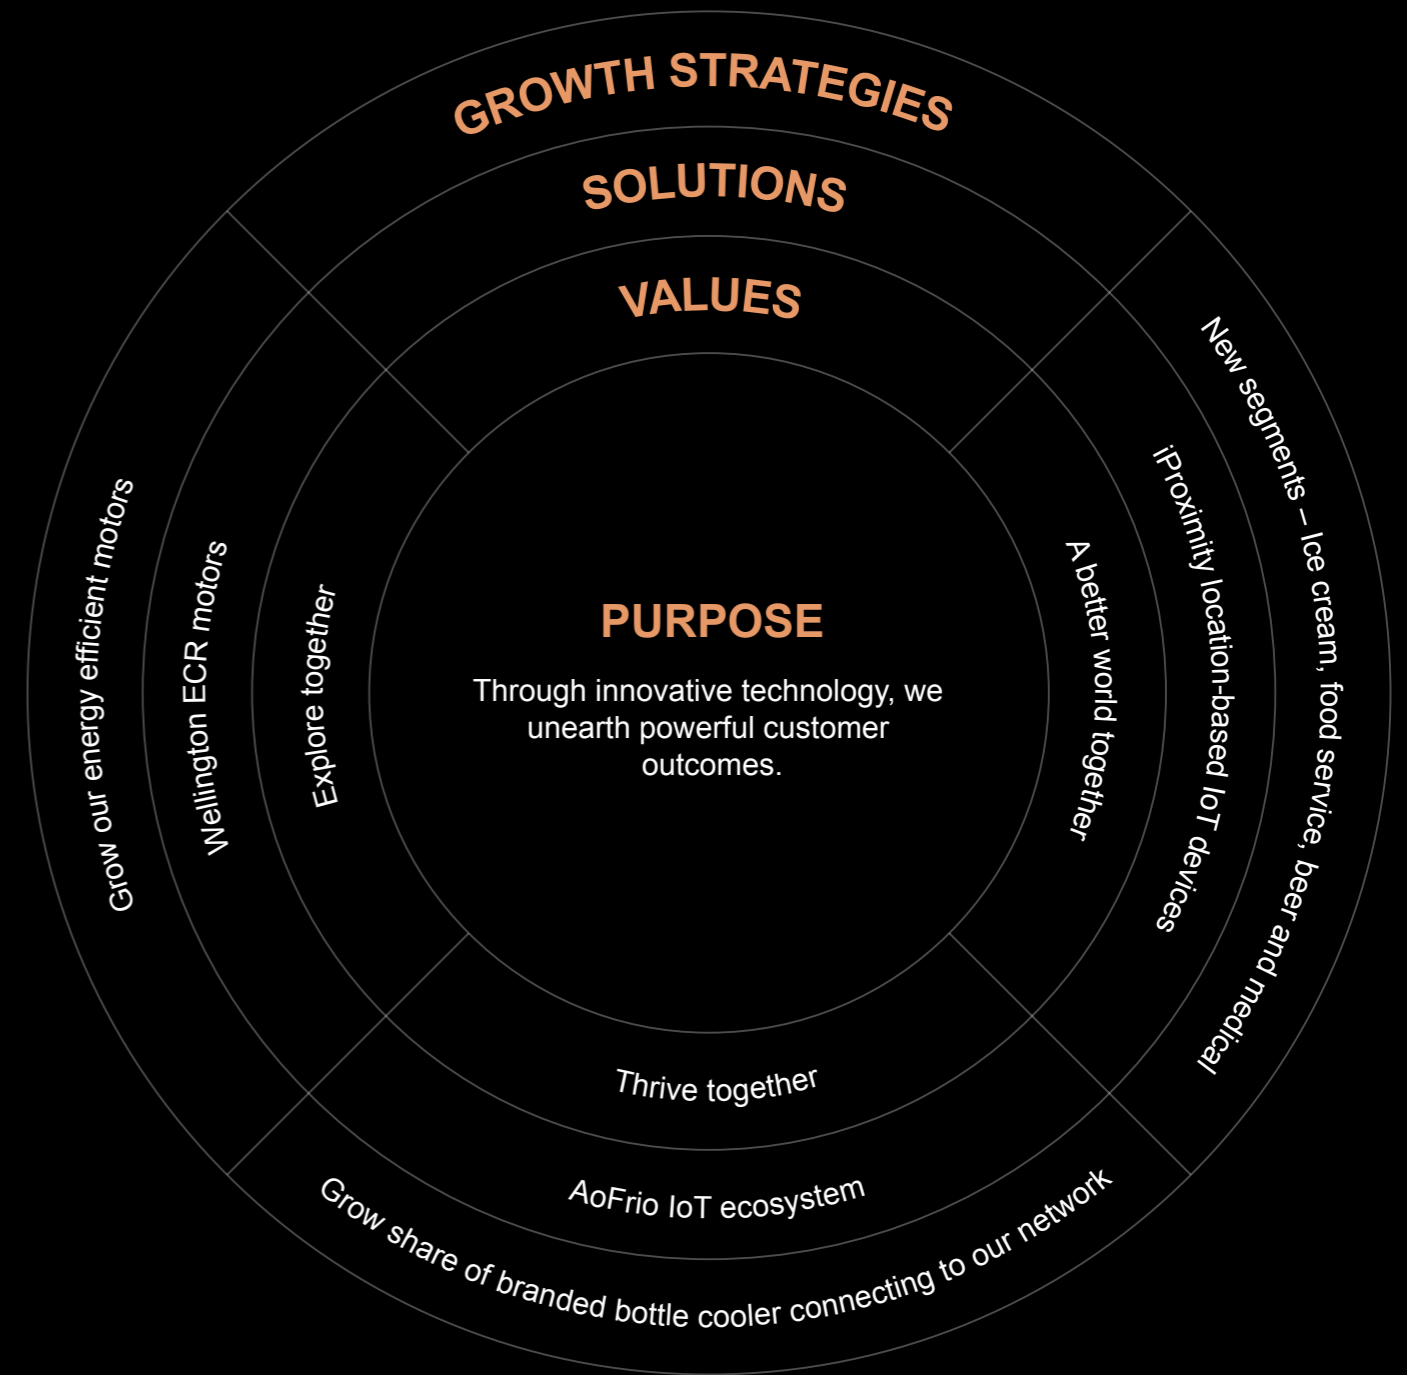 GROWTH STRATEGIES
SOLUTIONS
VALUES
PURPOSE
Through innovative technology, we
unearth powerful customer
outcomes.
Grow our energy efficient motors
Wellington ECR motors
Explore together
A better world together
iProximity location-based IoT devices
New segments – Ice cream, food service, beer and medical
Thrive together
AoFrio IoT ecosystem
Grow share of branded bottle cooler connecting to our network